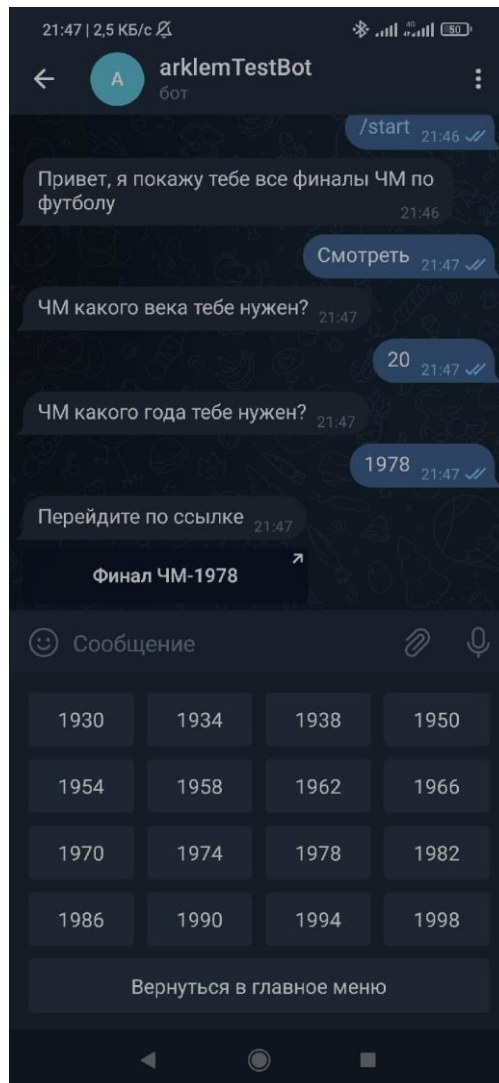 21:47 | 2,5 КБ/с
4G
50
A
arklemTestBot
бот
/start 21:46
Привет, я покажу тебе все финалы ЧМ по
футболу
21:46
Смотреть 21:47
ЧМ какого века тебе нужен? 21:47
20 21:47
ЧМ какого года тебе нужен? 21:47
1978 21:47
Перейдите по ссылке 21:47
Финал ЧМ-1978
Сообщение
1930 1934 1938 1950
1954 1958 1962 1966
1970 1974 1978 1982
1986 1990 1994 1998
Вернуться в главное меню